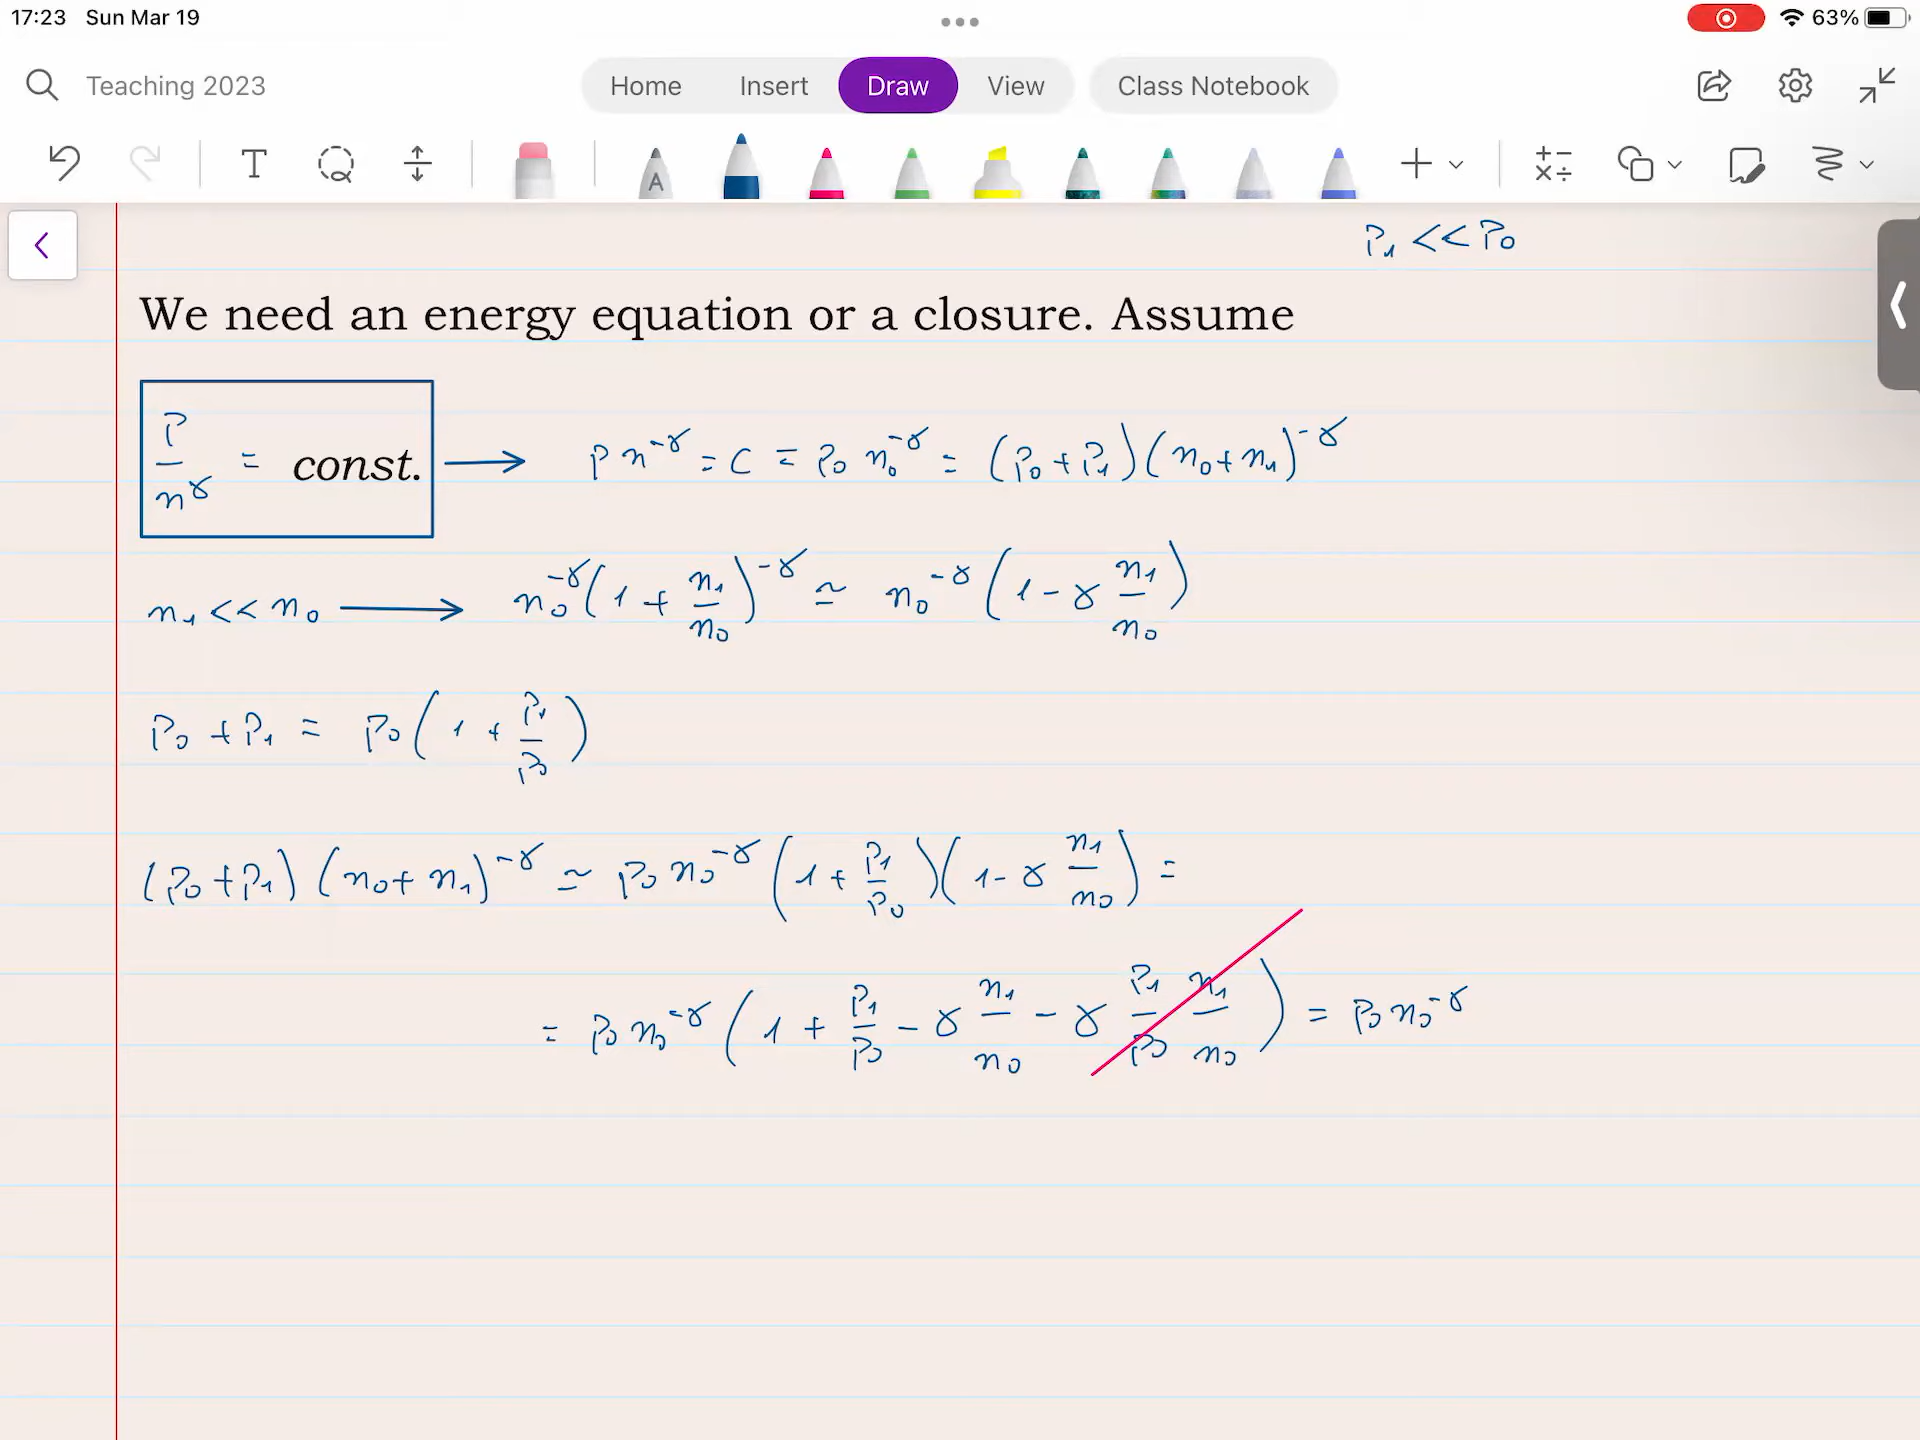 17:23 Sun Mar 19 63%
Teaching 2023 Home Insert Draw View Class Notebook
T A
P₁ << P₀
We need an energy equation or a closure. Assume
P/n^γ = const. → P n^-γ = C = P₀ n₀^-γ = (P₀ + P₁)(n₀ + n₁)^-γ
n₁ << n₀ → n₀^-γ (1 + n₁/n₀)^-γ ≃ n₀^-γ (1 - γ n₁/n₀)
P₀ + P₁ = P₀ (1 + P₁/P₀)
(P₀ + P₁)(n₀ + n₁)^-γ ≃ P₀ n₀^-γ (1 + P₁/P₀)(1 - γ n₁/n₀) =
= P₀ n₀^-γ (1 + P₁/P₀ - γ n₁/n₀ - γ P₁/P₀ n₁/n₀) = P₀ n₀^-γ